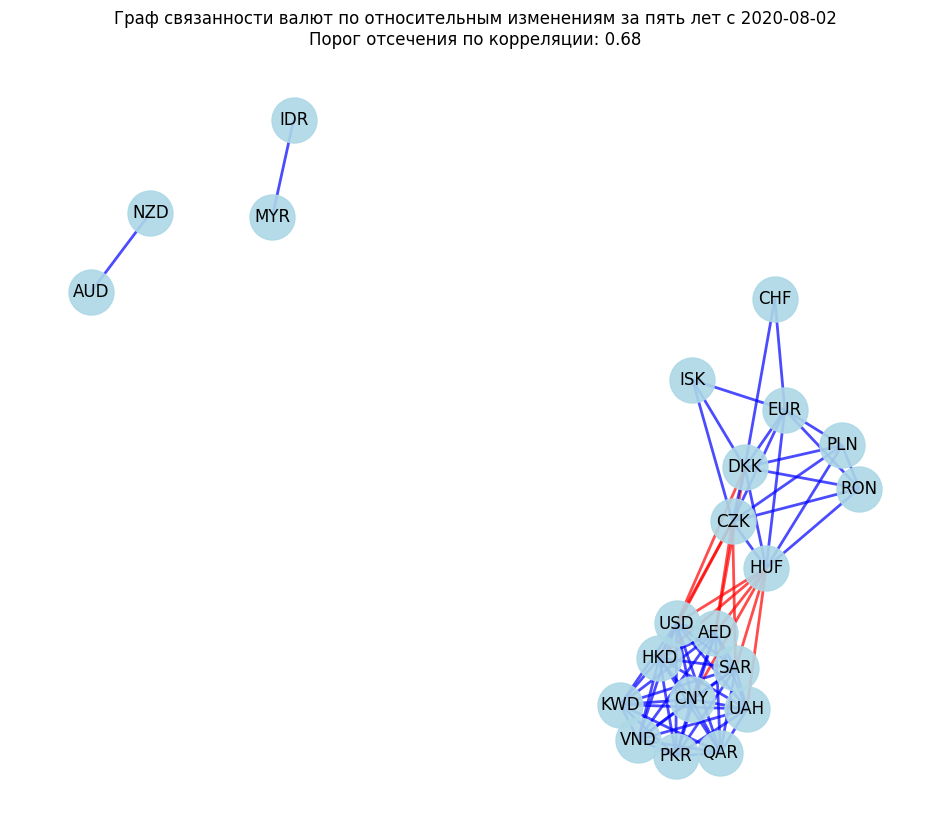 Граф связанности валют по относительным изменениям за пять лет с 2020-08-02
Порог отсечения по корреляции: 0.68
IDR
NZD
MYR
AUD
CHF
ISK
EUR
PLN
DKK
RON
CZK
HUF
USD
AED
HKD
SAR
CNY
KWD
UAH
VND
PKR
QAR